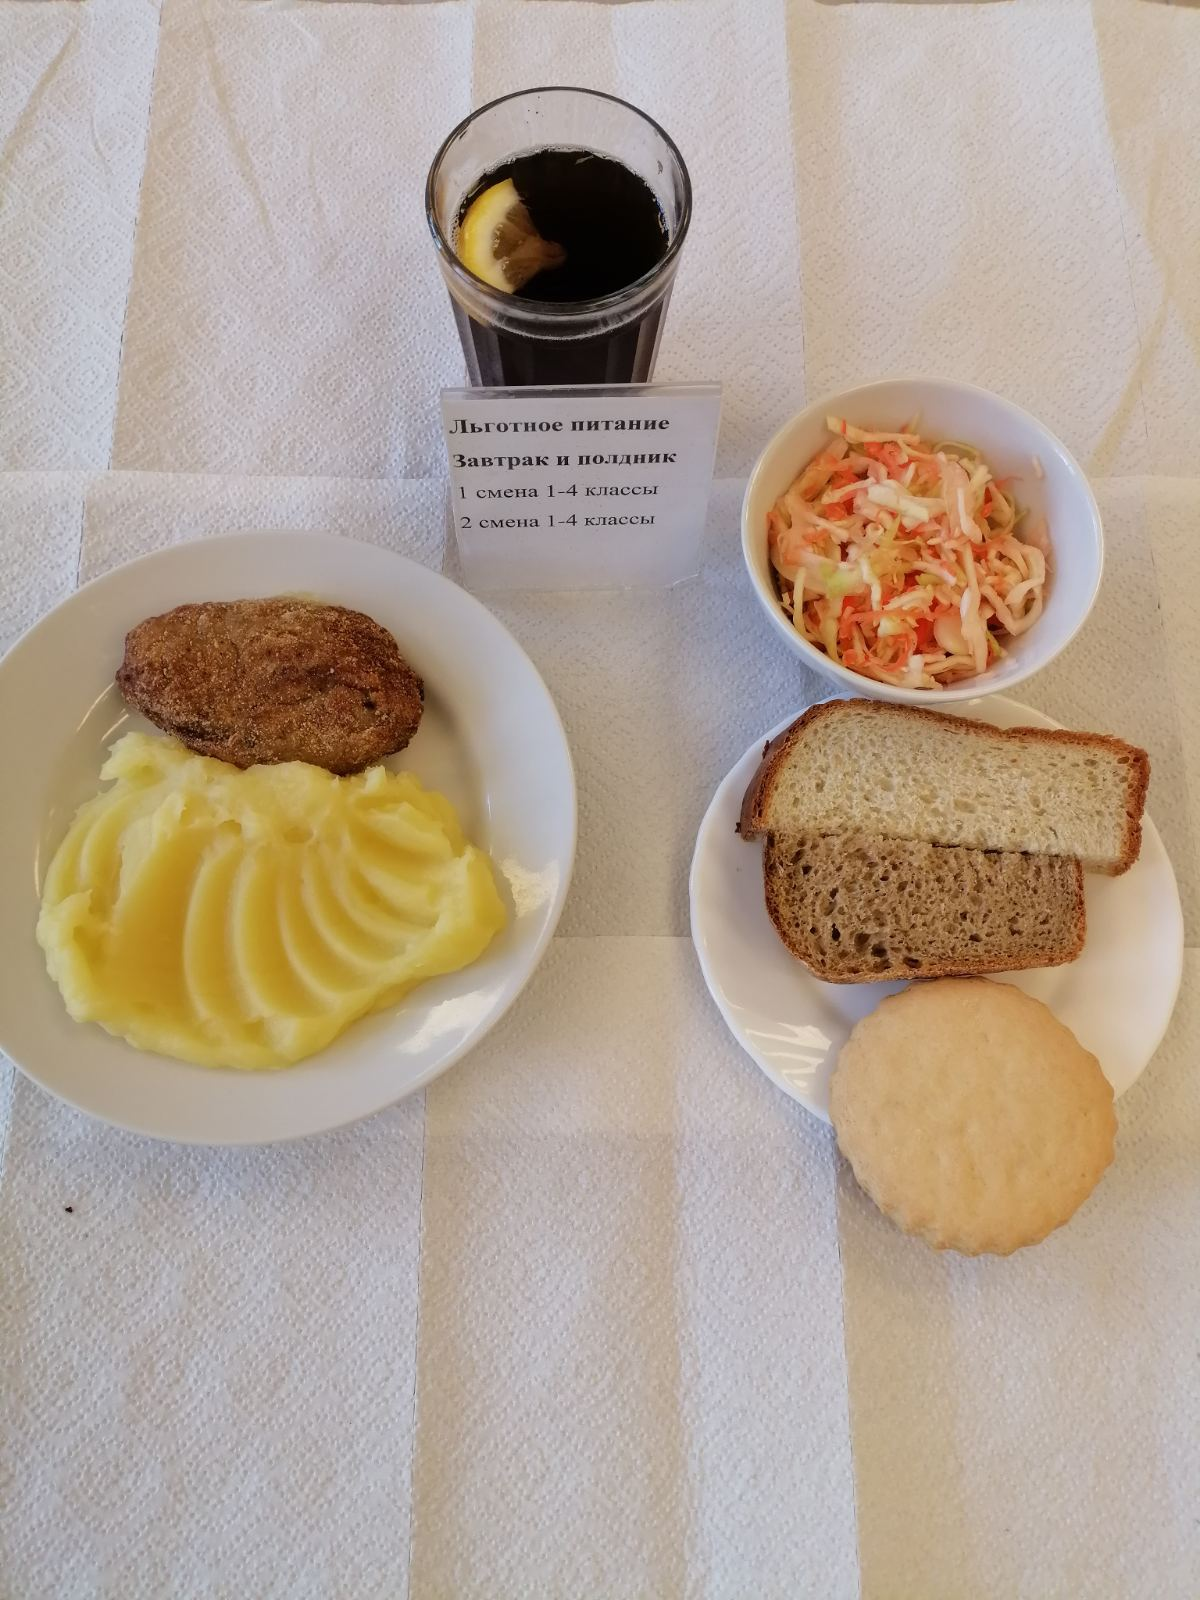 Льготное питание
Завтрак и полдник
1 смена 1-4 классы
2 смена 1-4 классы